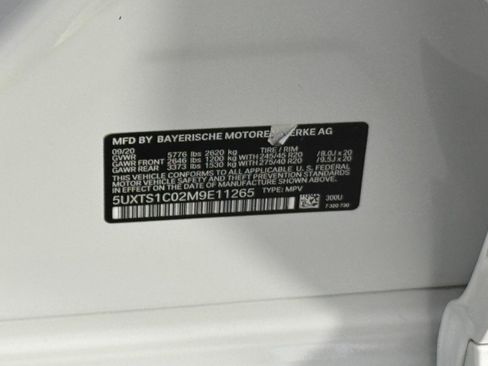 MFD BY BAYERISCHE MOTOREN WERKE AG
09/20 TIRE / RIM
GVWR 5776 lbs 2620 kg
GAWR FRONT 2646 lbs 1200 kg WITH 245/45 R20 /8.0J x 20
GAWR REAR 3373 lbs 1530 kg WITH 275/40 R20 /9.5J x 20
THIS VEHICLE CONFORMS TO ALL APPLICABLE U.S. FEDERAL
MOTOR VEHICLE SAFETY, BUMPER, AND THEFT PREVENTION
STANDARDS IN EFFECT ON THE DATE OF MANUFACTURE SHOWN ABOVE.
5UXTS1C02M9E11265 TYPE: MPV 300U